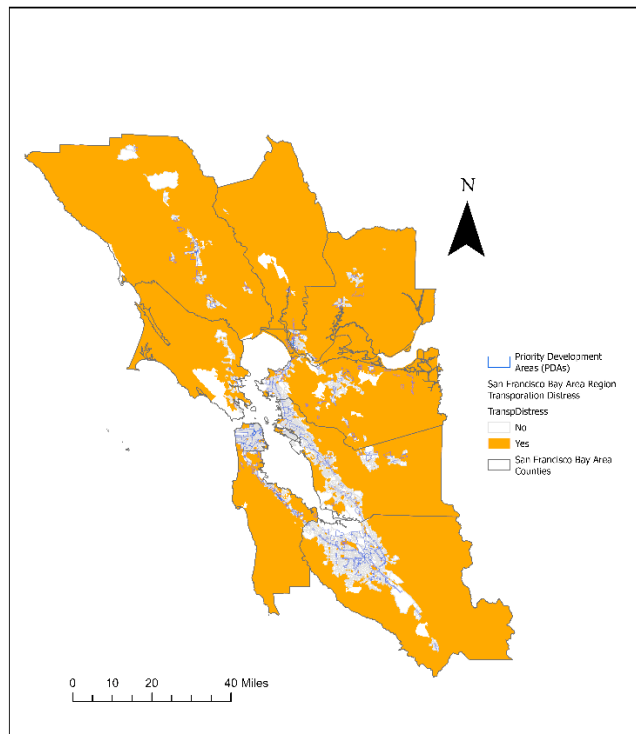 N
Priority Development
Areas (PDAs)
San Francisco Bay Area Region
Transporation Distress
TranspDistress
No
Yes
San Francisco Bay Area
Counties
0 10 20 40 Miles